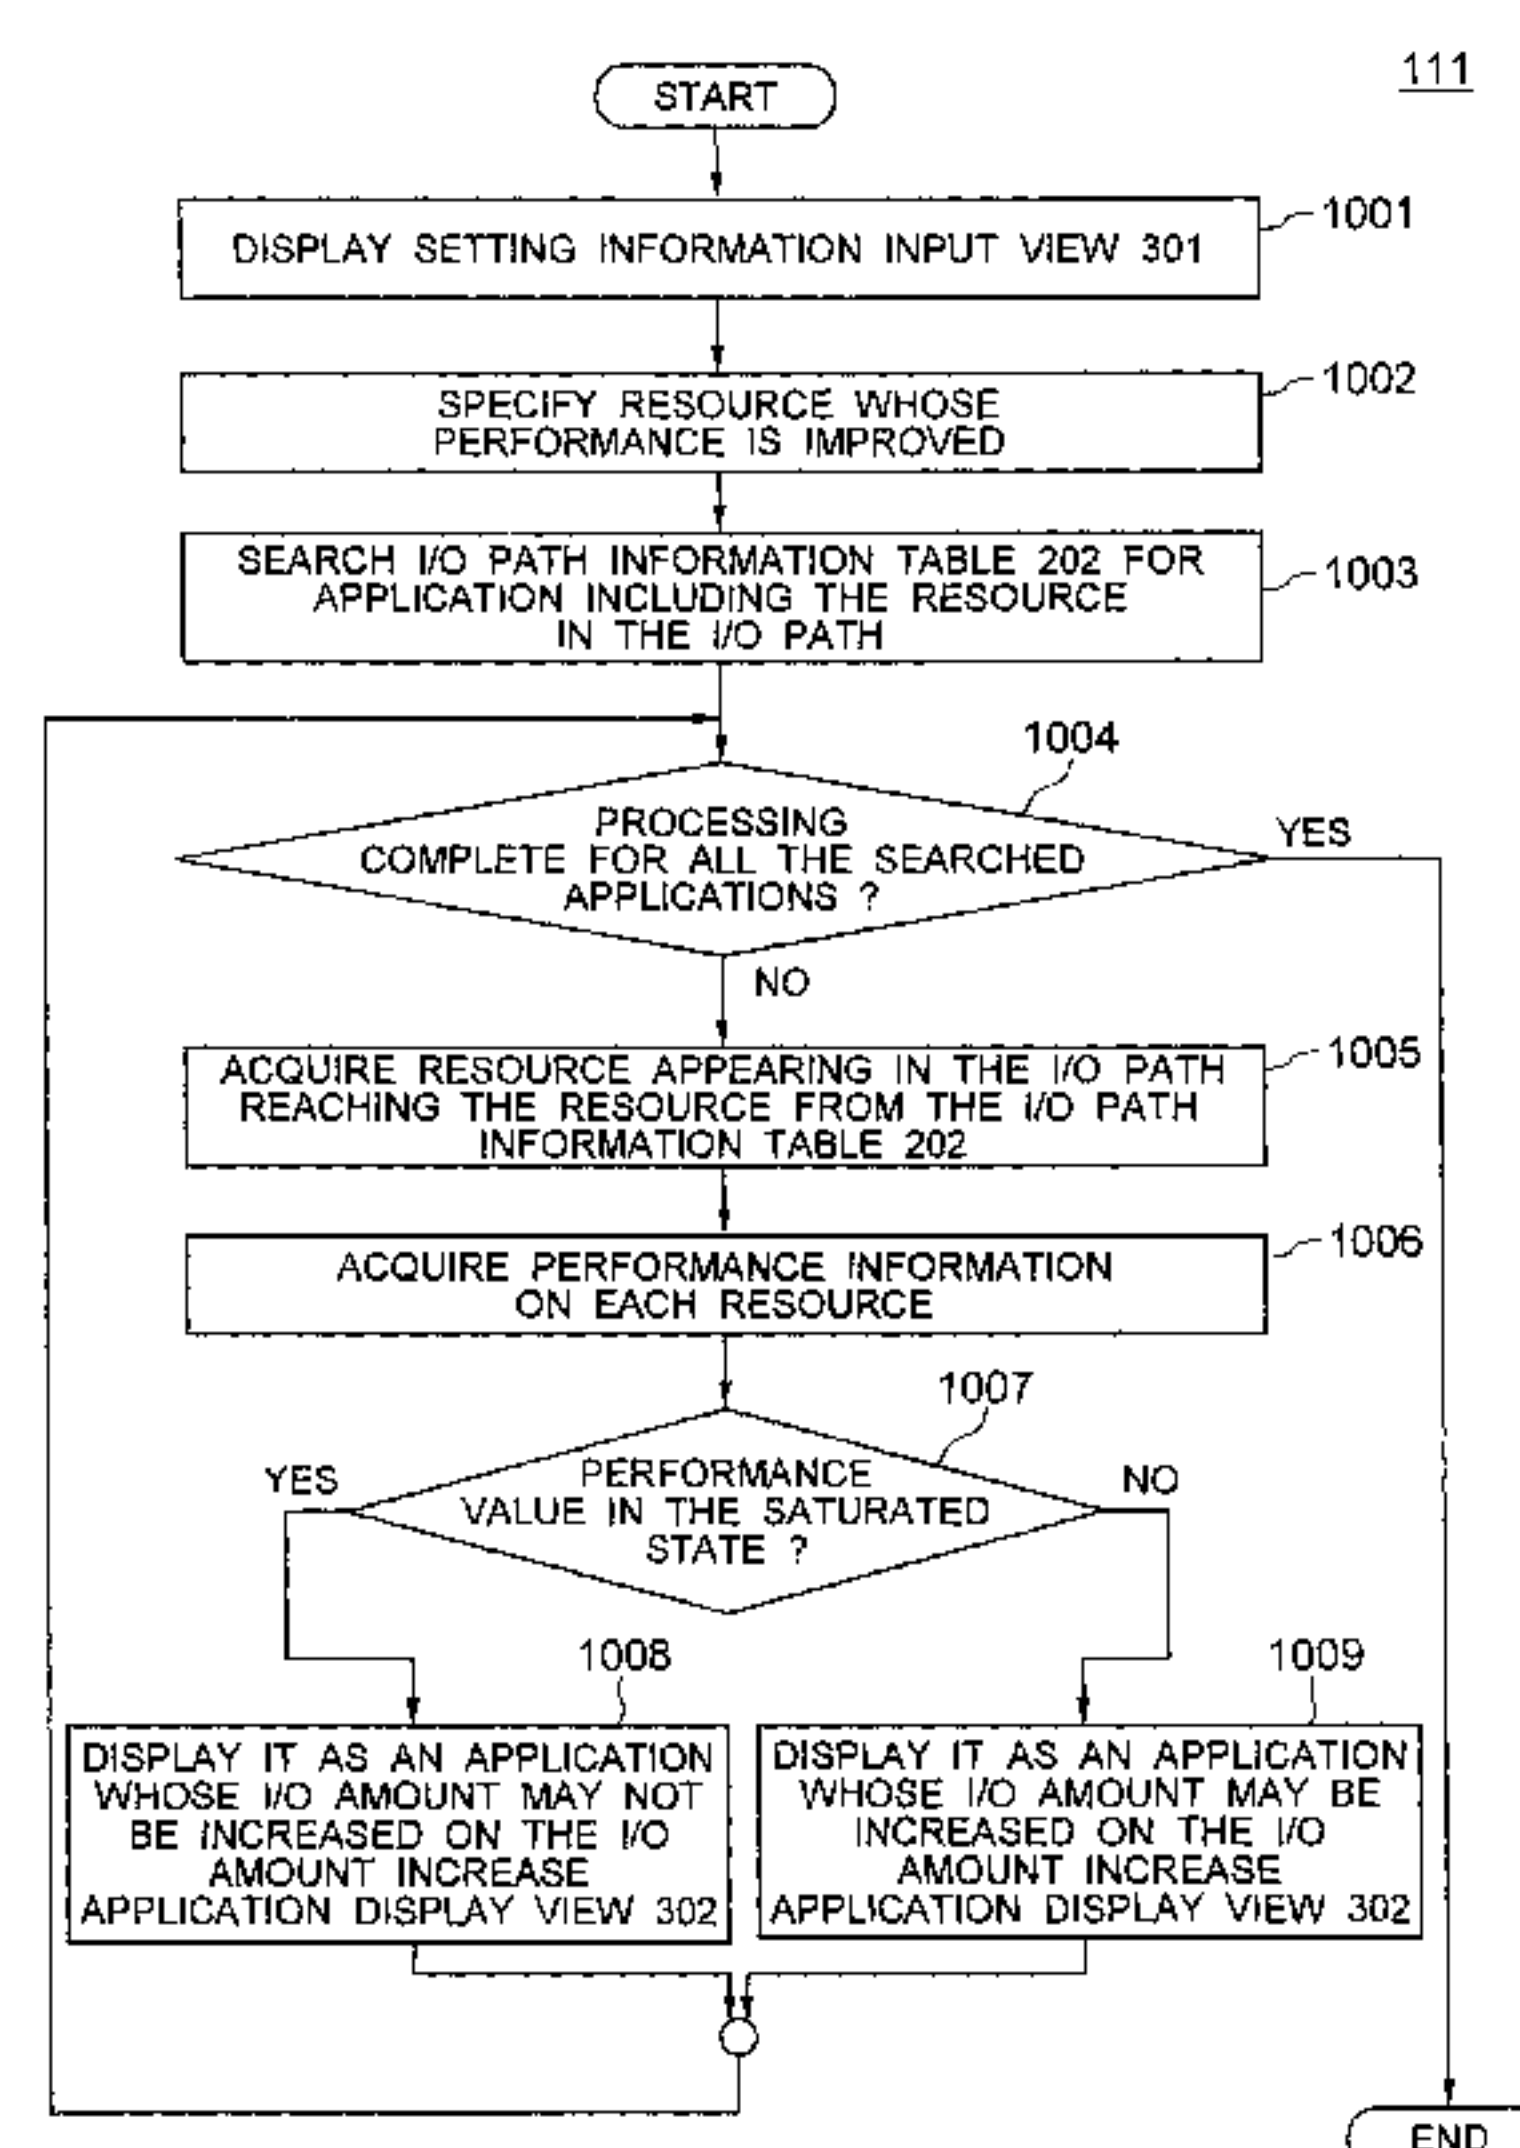 111
START
1001
DISPLAY SETTING INFORMATION INPUT VIEW 301
1002
SPECIFY RESOURCE WHOSE
PERFORMANCE IS IMPROVED
1003
SEARCH I/O PATH INFORMATION TABLE 202 FOR
APPLICATION INCLUDING THE RESOURCE
IN THE I/O PATH
1004
PROCESSING
COMPLETE FOR ALL THE SEARCHED
APPLICATIONS ?
YES
NO
1005
ACQUIRE RESOURCE APPEARING IN THE I/O PATH
REACHING THE RESOURCE FROM THE I/O PATH
INFORMATION TABLE 202
1006
ACQUIRE PERFORMANCE INFORMATION
ON EACH RESOURCE
1007
PERFORMANCE
VALUE IN THE SATURATED
STATE ?
YES
NO
1008
DISPLAY IT AS AN APPLICATION
WHOSE I/O AMOUNT MAY NOT
BE INCREASED ON THE I/O
AMOUNT INCREASE
APPLICATION DISPLAY VIEW 302
1009
DISPLAY IT AS AN APPLICATION
WHOSE I/O AMOUNT MAY BE
INCREASED ON THE I/O
AMOUNT INCREASE
APPLICATION DISPLAY VIEW 302
END